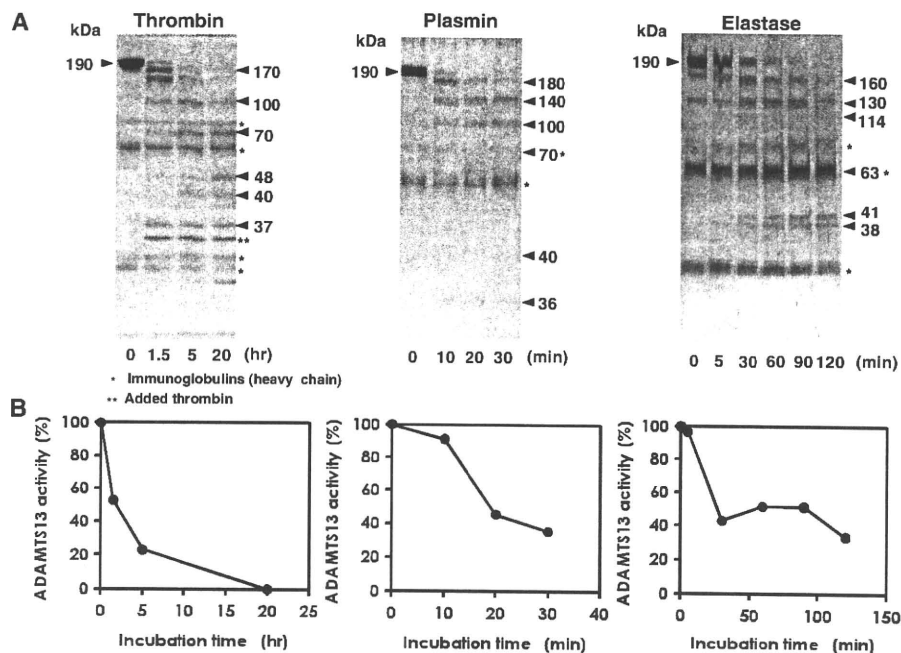 A
Thrombin
Plasmin
Elastase
kDa
190
170
100
*
70
*
48
40
37
**
*
*
0 1.5 5 20 (hr)
* Immunoglobulins (heavy chain)
** Added thrombin
kDa
190
180
140
100
70 *
*
40
36
0 10 20 30 (min)
kDa
190
160
130
114
*
63 *
41
38
*
0 5 30 60 90 120 (min)
B
ADAMTS13 activity (%)
100
80
60
40
20
0
0 5 10 15 20 25
Incubation time (hr)
ADAMTS13 activity (%)
100
80
60
40
20
0
0 10 20 30 40
Incubation time (min)
ADAMTS13 activity (%)
100
80
60
40
20
0
0 50 100 150
Incubation time (min)